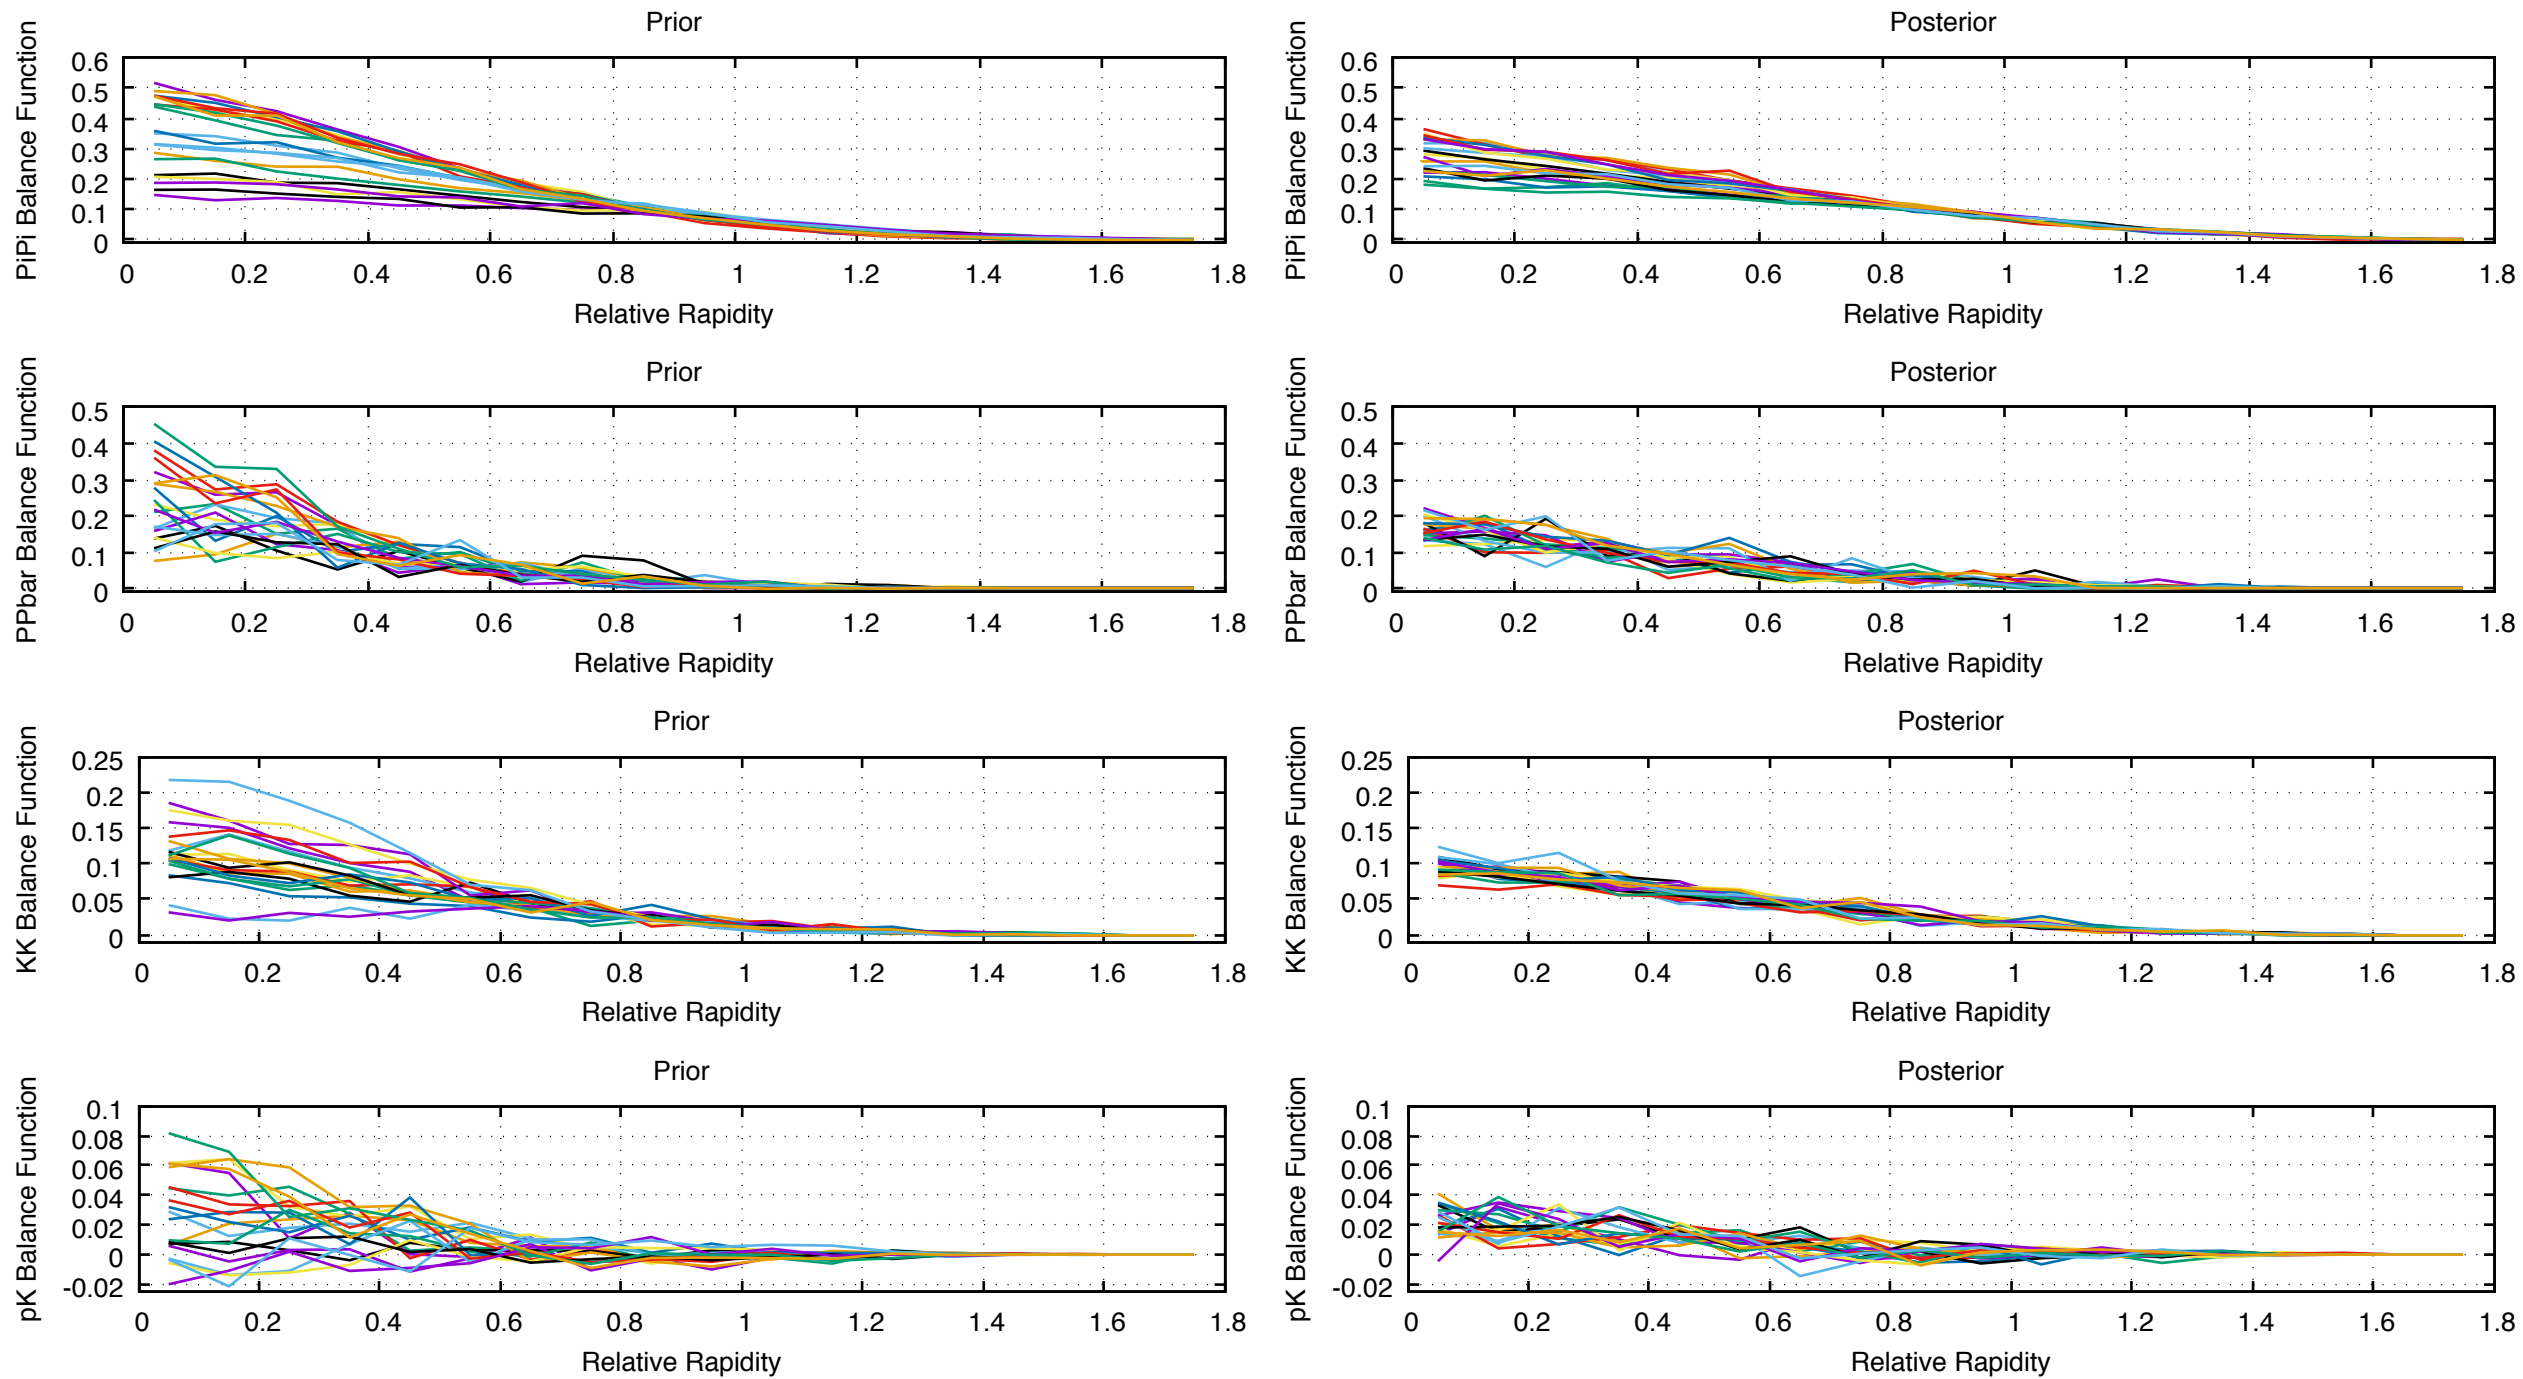 Prior
PiPi Balance Function
0.6
0.5
0.4
0.3
0.2
0.1
0
0 0.2 0.4 0.6 0.8 1 1.2 1.4 1.6 1.8
Relative Rapidity
Posterior
PiPi Balance Function
0.6
0.5
0.4
0.3
0.2
0.1
0
0 0.2 0.4 0.6 0.8 1 1.2 1.4 1.6 1.8
Relative Rapidity
Prior
PPbar Balance Function
0.5
0.4
0.3
0.2
0.1
0
0 0.2 0.4 0.6 0.8 1 1.2 1.4 1.6 1.8
Relative Rapidity
Posterior
PPbar Balance Function
0.5
0.4
0.3
0.2
0.1
0
0 0.2 0.4 0.6 0.8 1 1.2 1.4 1.6 1.8
Relative Rapidity
Prior
KK Balance Function
0.25
0.2
0.15
0.1
0.05
0
0 0.2 0.4 0.6 0.8 1 1.2 1.4 1.6 1.8
Relative Rapidity
Posterior
KK Balance Function
0.25
0.2
0.15
0.1
0.05
0
0 0.2 0.4 0.6 0.8 1 1.2 1.4 1.6 1.8
Relative Rapidity
Prior
pK Balance Function
0.1
0.08
0.06
0.04
0.02
0
-0.02
0 0.2 0.4 0.6 0.8 1 1.2 1.4 1.6 1.8
Relative Rapidity
Posterior
pK Balance Function
0.1
0.08
0.06
0.04
0.02
0
-0.02
0 0.2 0.4 0.6 0.8 1 1.2 1.4 1.6 1.8
Relative Rapidity